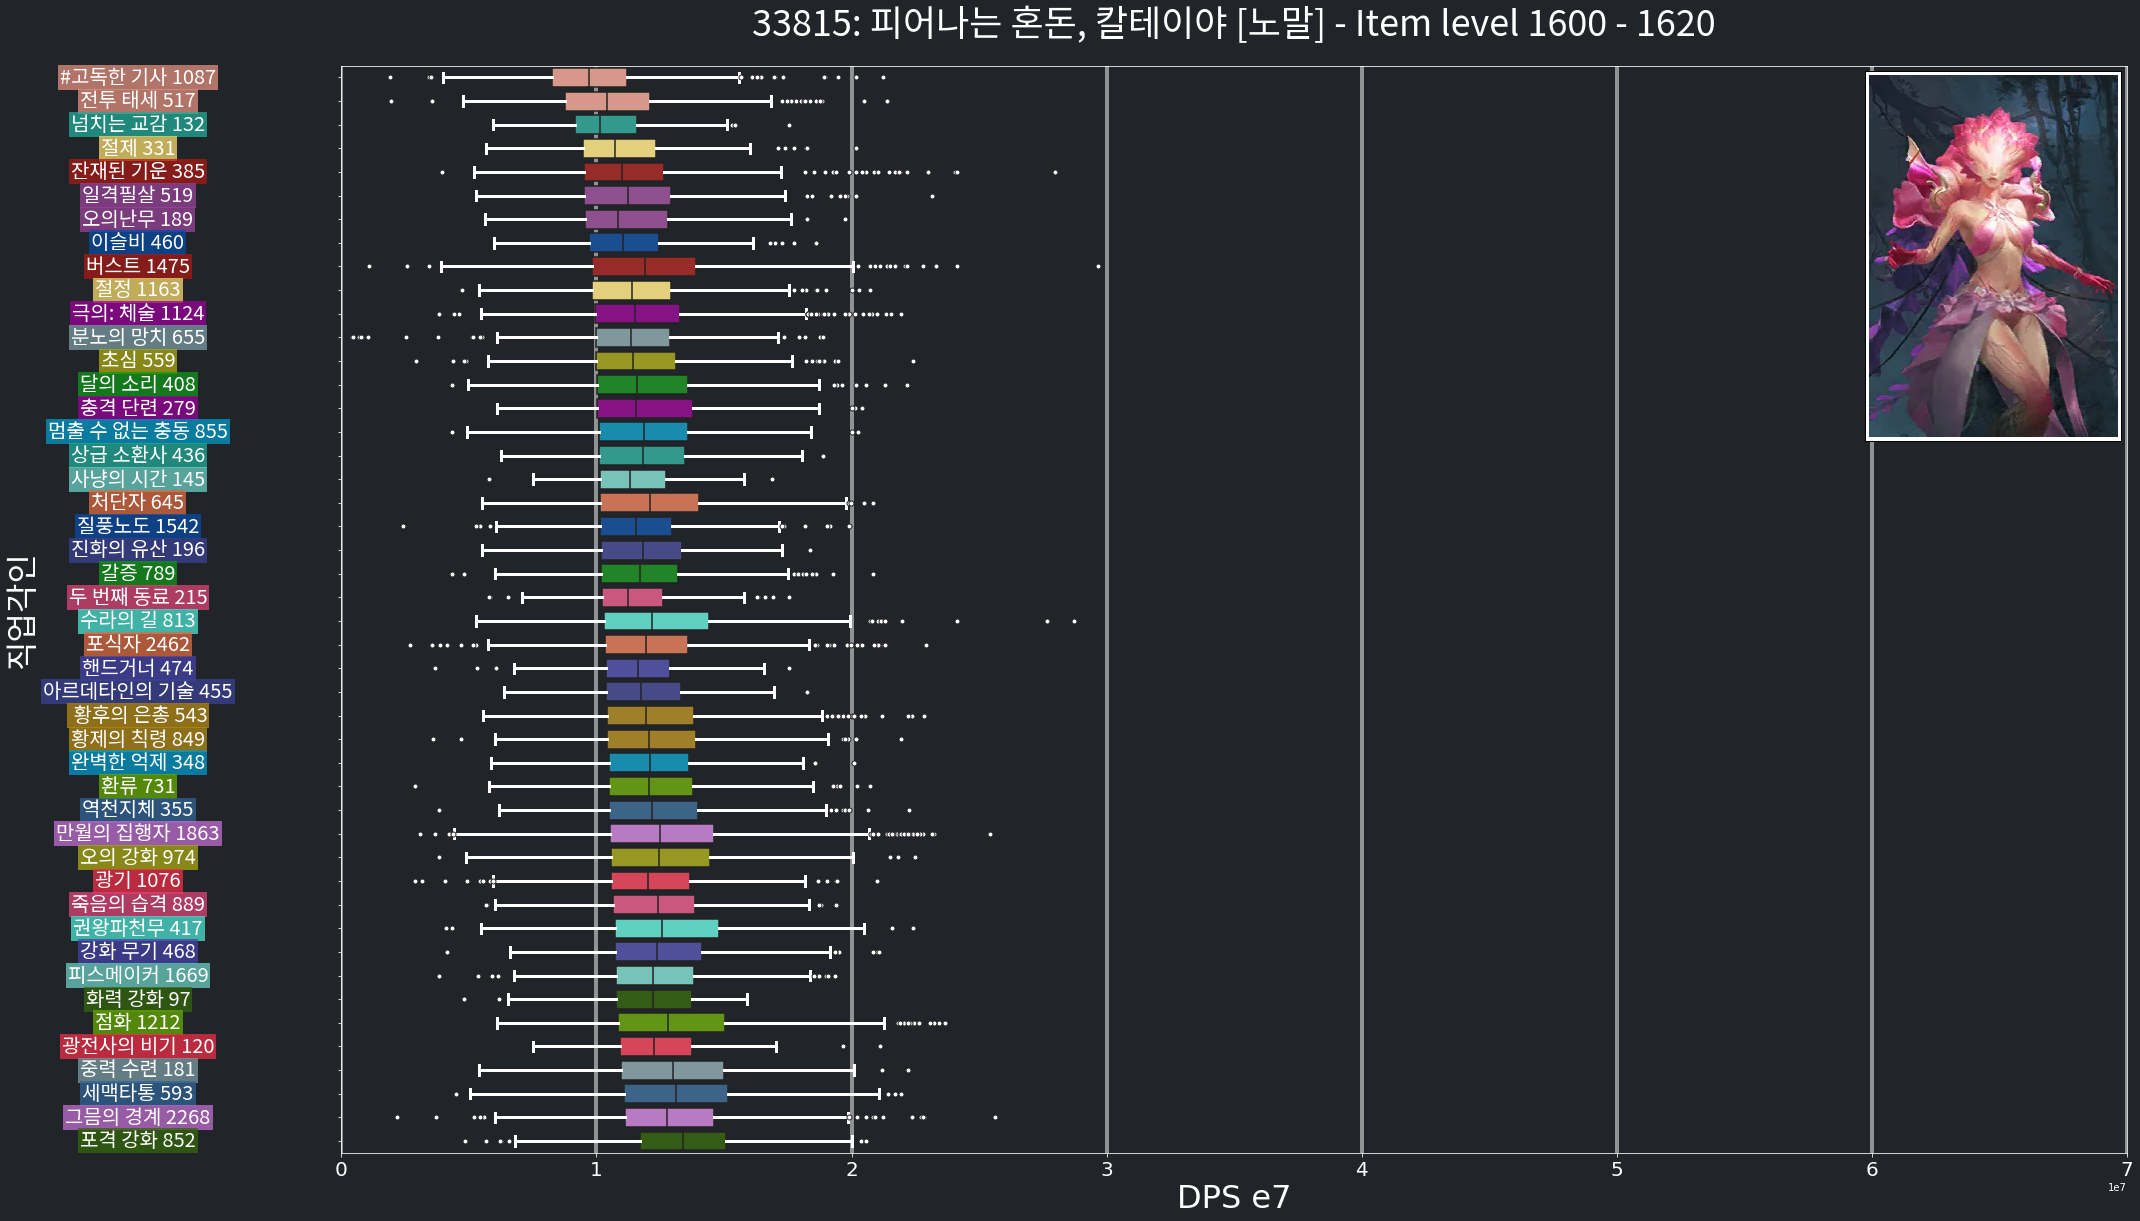 33815: 피어나는 혼돈, 칼테이야 [노말] - Item level 1600 - 1620
#고독한 기사 1087
전투 태세 517
넘치는 교감 132
절제 331
잔재된 기운 385
일격필살 519
오의난무 189
이슬비 460
버스트 1475
절정 1163
극의: 체술 1124
분노의 망치 655
초심 559
달의 소리 408
충격 단련 279
멈출 수 없는 충동 855
상급 소환사 436
사냥의 시간 145
처단자 645
질풍노도 1542
진화의 유산 196
갈증 789
두 번째 동료 215
수라의 길 813
포식자 2462
핸드거너 474
아르데타인의 기술 455
황후의 은총 543
황제의 칙령 849
완벽한 억제 348
환류 731
역천지체 355
만월의 집행자 1863
오의 강화 974
광기 1076
죽음의 습격 889
권왕파천무 417
강화 무기 468
피스메이커 1669
화력 강화 97
점화 1212
광전사의 비기 120
중력 수련 181
세맥타통 593
그믐의 경계 2268
포격 강화 852
직업각인
0 1 2 3 4 5 6 7
1e7
DPS e7